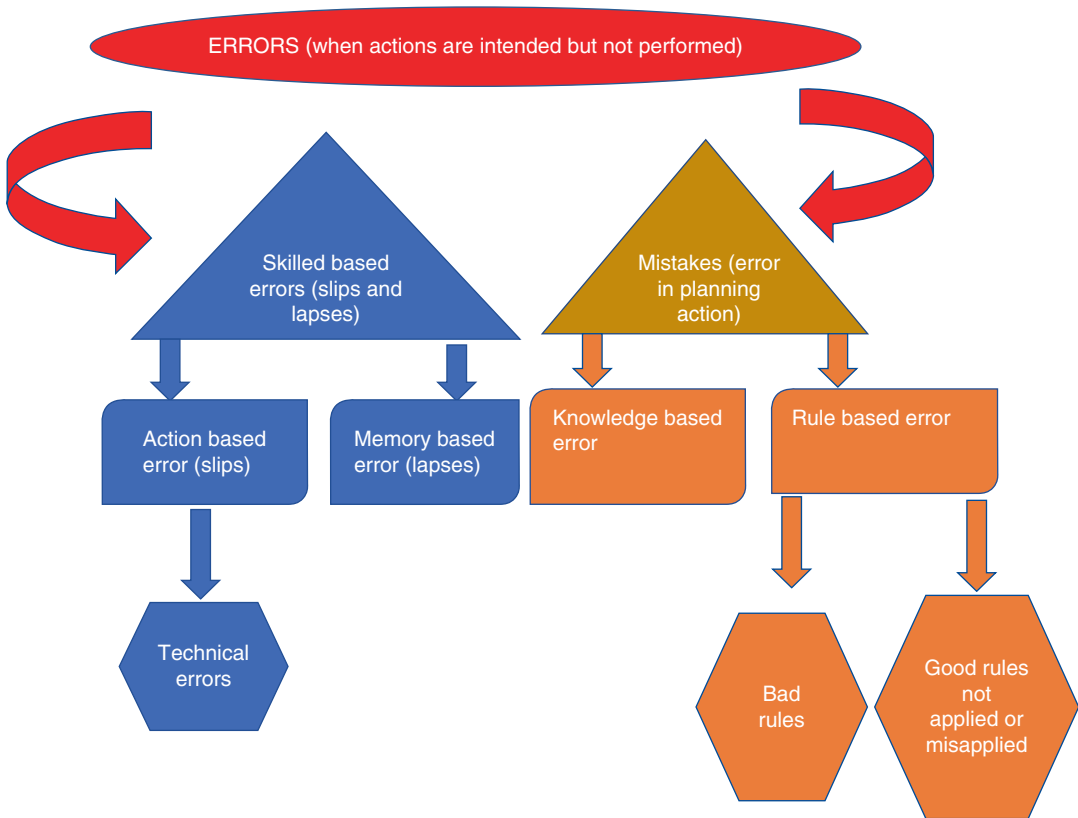 ERRORS (when actions are intended but not performed)
Skilled based
errors (slips and
lapses)
Mistakes (error
in planning
action)
Action based
error (slips)
Memory based
error (lapses)
Knowledge based
error
Rule based error
Technical
errors
Bad
rules
Good rules
not
applied or
misapplied